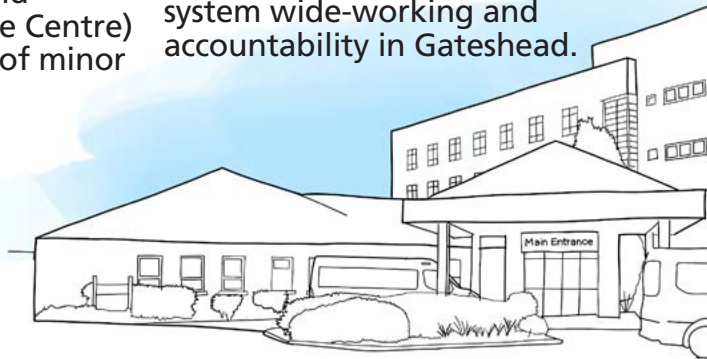 e Centre)
of minor
system wide-working and
accountability in Gateshead.
Main Entrance